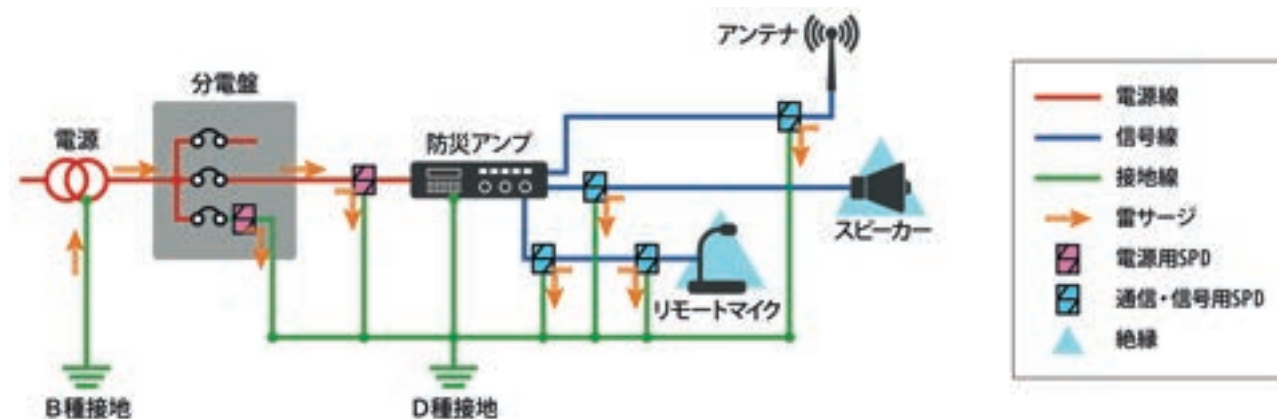 アンテナ
分電盤
電源
防災アンプ
スピーカー
リモートマイク
B種接地
D種接地
電源線
信号線
接地線
雷サージ
電源用SPD
通信・信号用SPD
絶縁